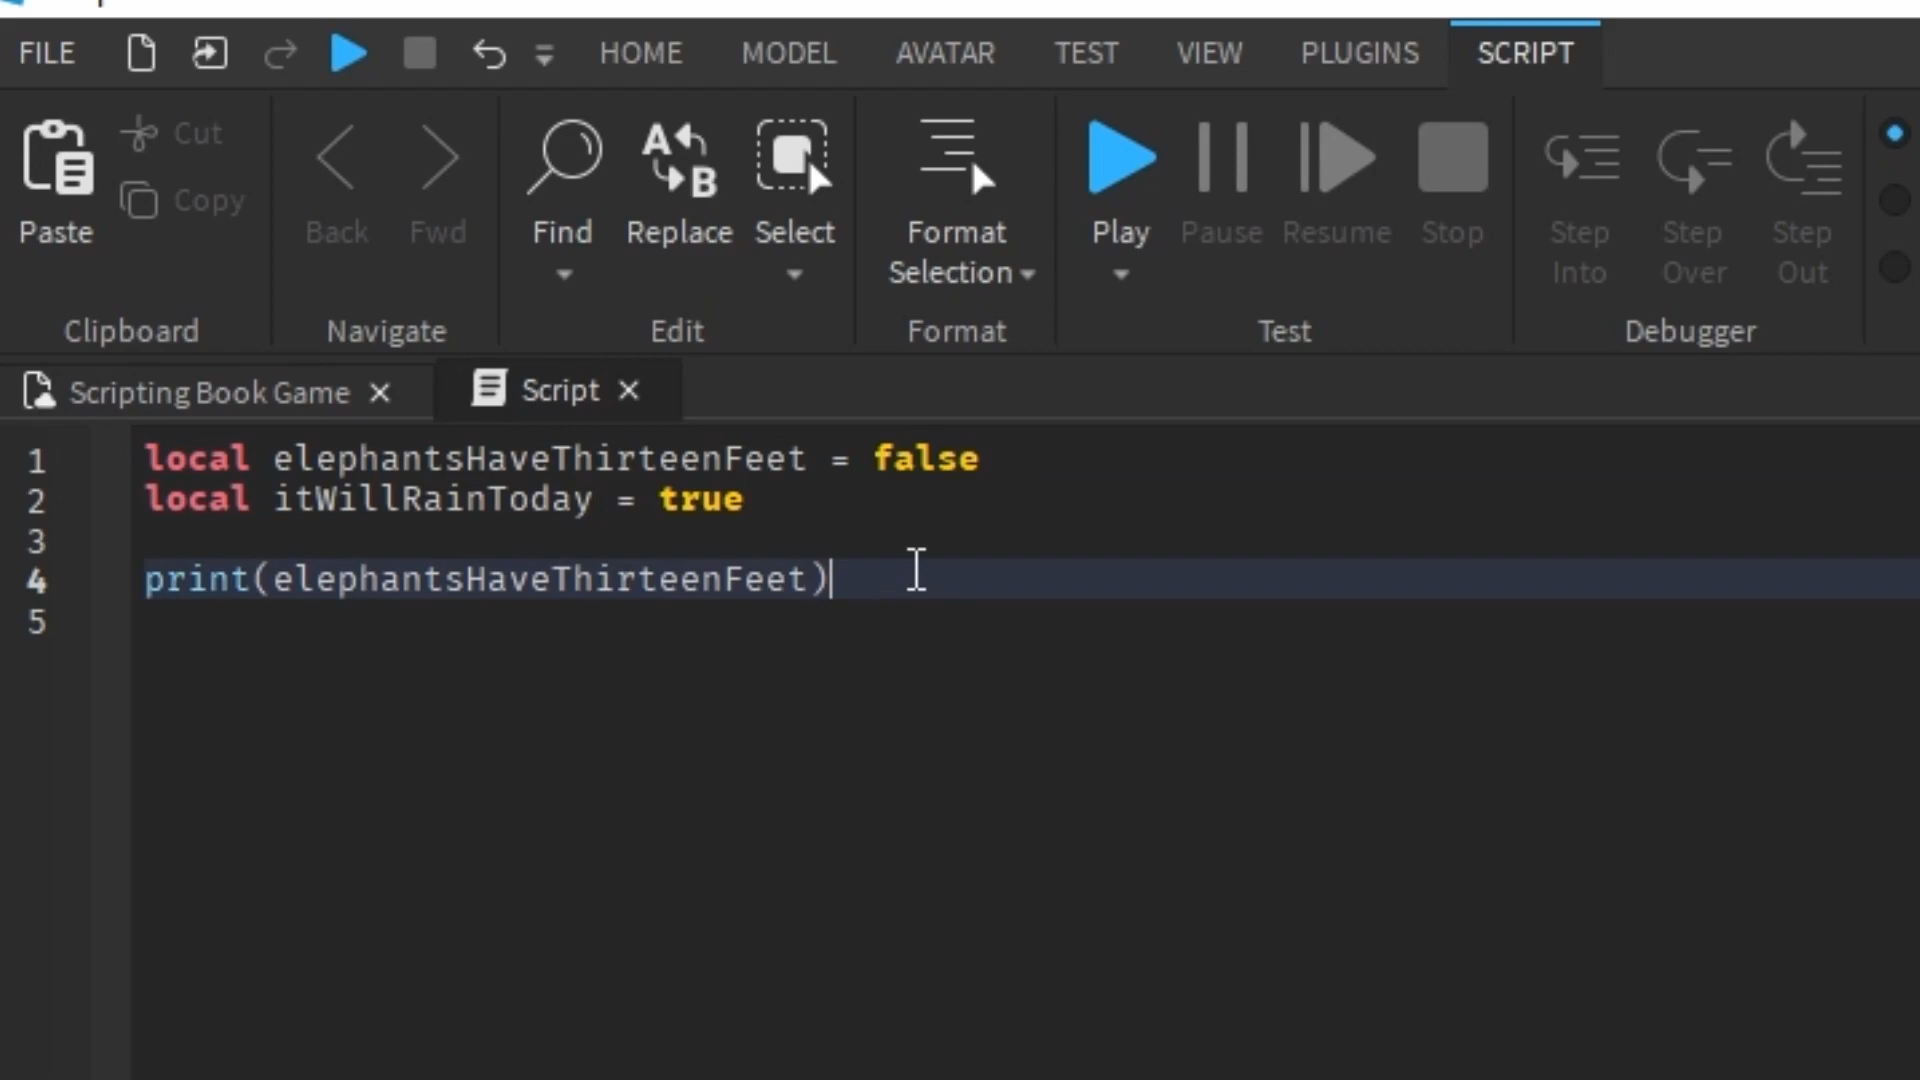 FILE HOME MODEL AVATAR TEST VIEW PLUGINS SCRIPT
Paste Cut Copy Back Fwd Find Replace Select Format Selection Play Pause Resume Stop Step Into Step Over Step Out
Clipboard Navigate Edit Format Test Debugger
Scripting Book Game Script
1 local elephantsHaveThirteenFeet = false
2 local itWillRainToday = true
3
4 print(elephantsHaveThirteenFeet)
5